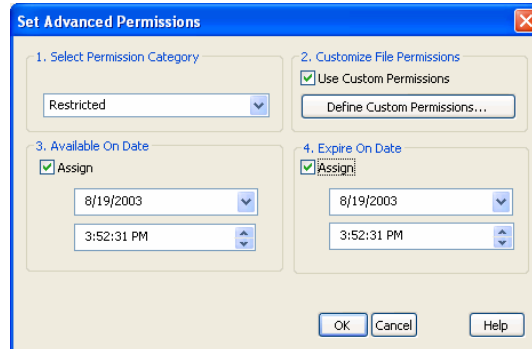 Set Advanced Permissions
1. Select Permission Category
Restricted
2. Customize File Permissions
Use Custom Permissions
Define Custom Permissions...
3. Available On Date
Assign
8/19/2003
3:52:31 PM
4. Expire On Date
Assign
8/19/2003
3:52:31 PM
OK
Cancel
Help